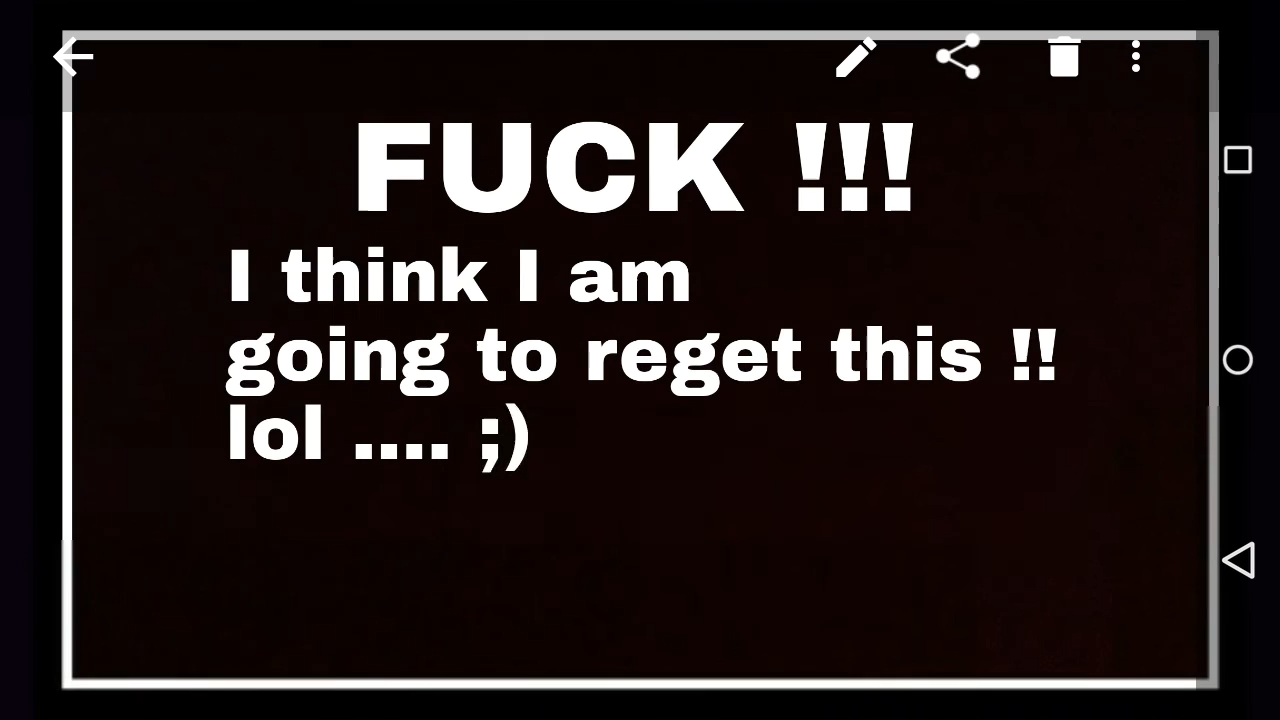 FUCK !!!
I think I am
going to reget this !!
lol .... ;)